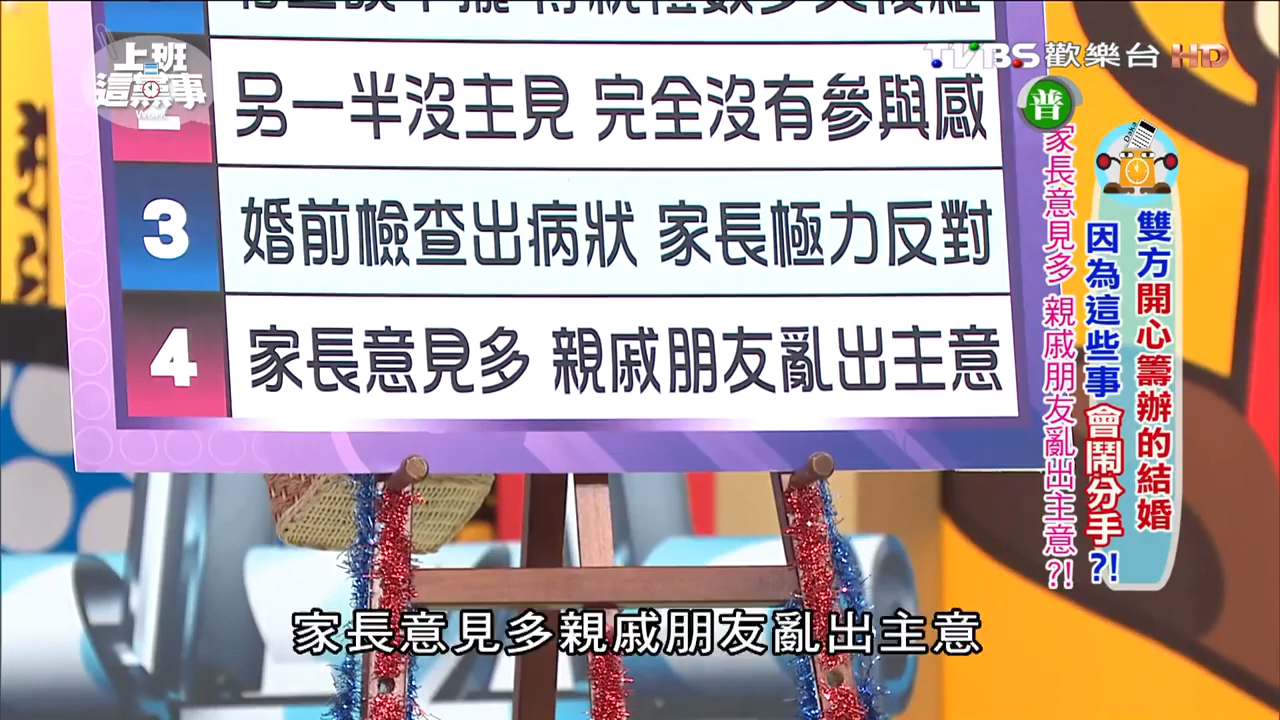 上班
這黨事
work
TVBS歡樂台 HD
另一半沒主見 完全沒有參與感
3
婚前檢查出病狀 家長極力反對
4
家長意見多 親戚朋友亂出主意
普
家長意見多 親戚朋友亂出主意?!
雙方開心籌辦的結婚
因為這些事會鬧分手?!
家長意見多親戚朋友亂出主意